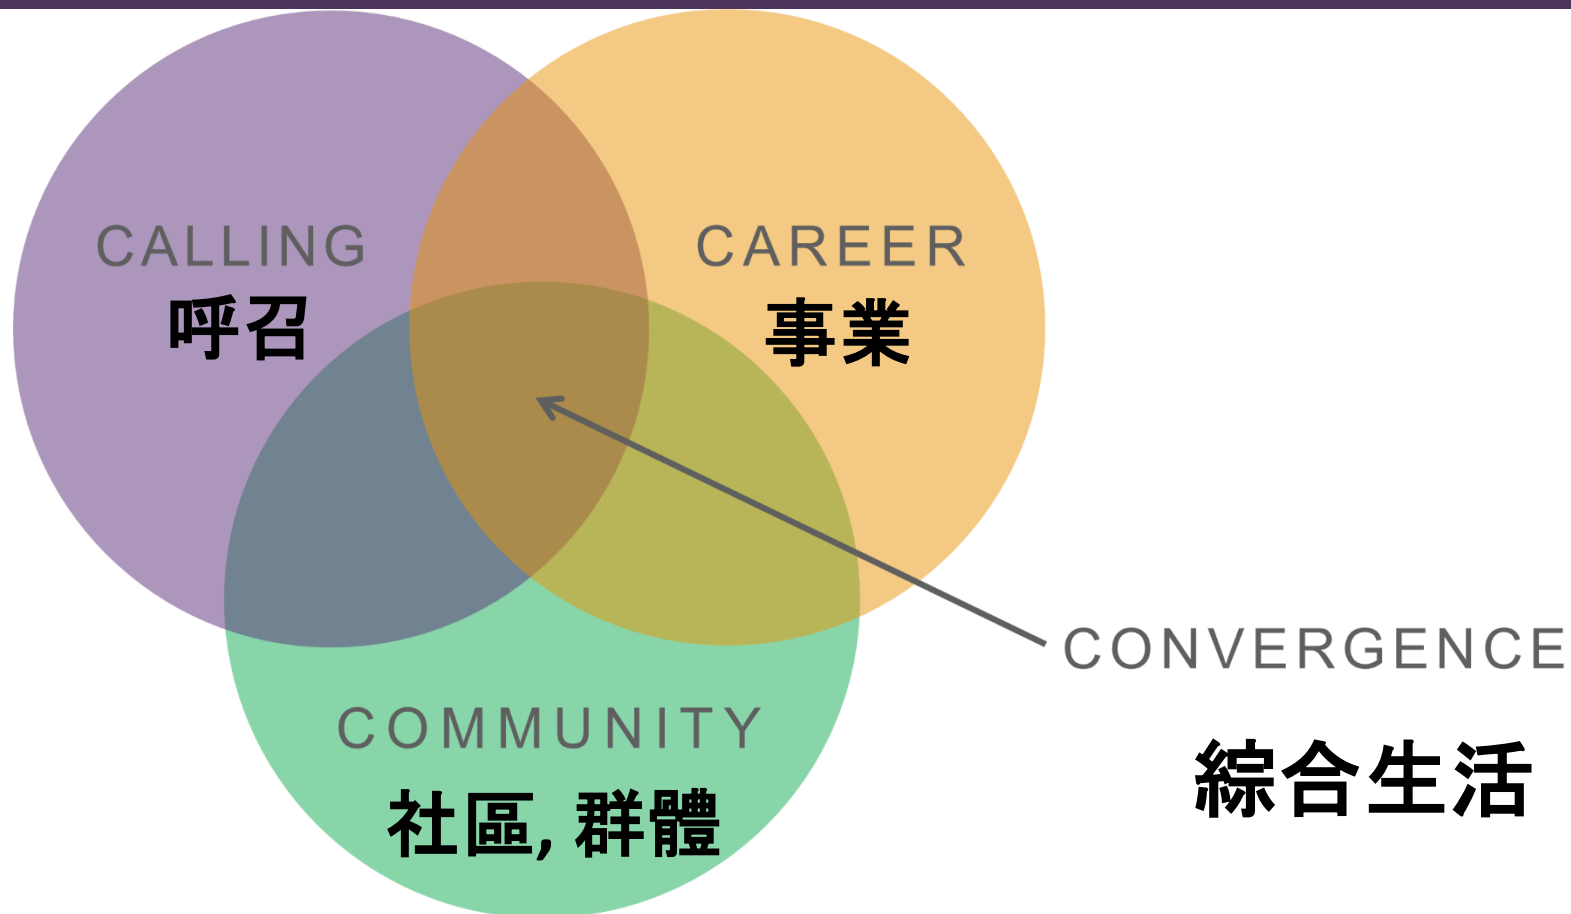 CALLING
呼召
CAREER
事業
COMMUNITY
社區, 群體
CONVERGENCE
綜合生活